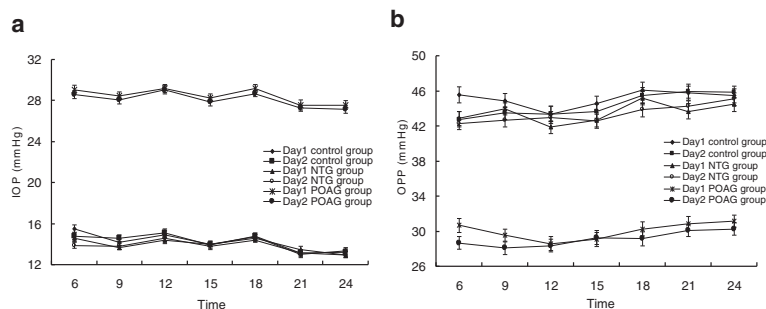 a
32
28
24
20
16
12
IOP (mmHg)
Day1 control group
Day2 control group
Day1 NTG group
Day2 NTG group
Day1 POAG group
Day2 POAG group
6 9 12 15 18 21 24
Time
b
50
46
42
38
34
30
26
OPP (mmHg)
Day1 control group
Day2 control group
Day1 NTG group
Day2 NTG group
Day1 POAG group
Day2 POAG group
6 9 12 15 18 21 24
Time